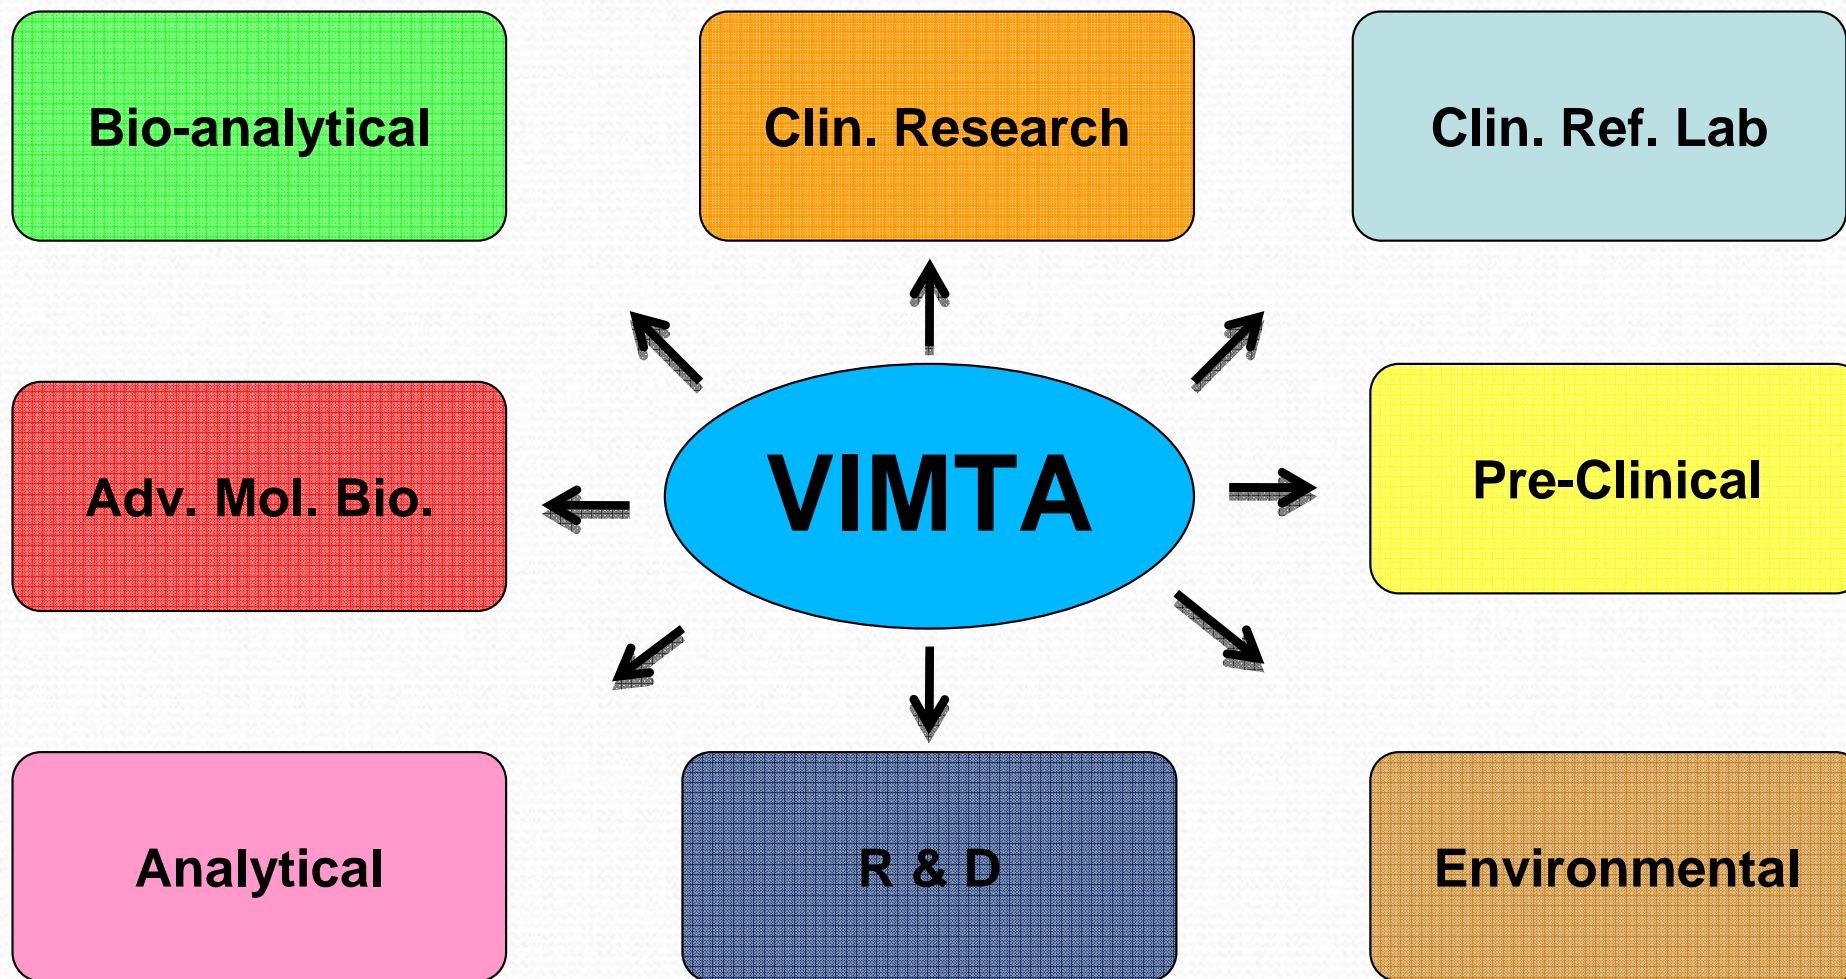 Bio-analytical
Clin. Research
Clin. Ref. Lab
Adv. Mol. Bio.
VIMTA
Pre-Clinical
Analytical
R & D
Environmental